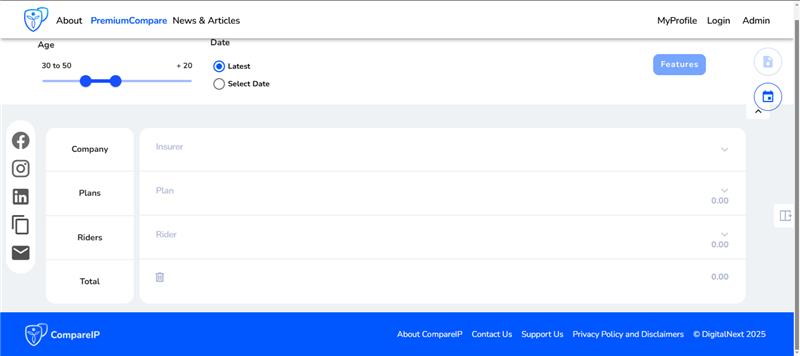 About PremiumCompare News & Articles MyProfile Login Admin
Age
Date
30 to 50 + 20
Latest
Select Date
Features
Company Insurer
Plans Plan
0.00
Riders Rider
0.00
Total 0.00
CompareIP About CompareIP Contact Us Support Us Privacy Policy and Disclaimers © DigitalNext 2025